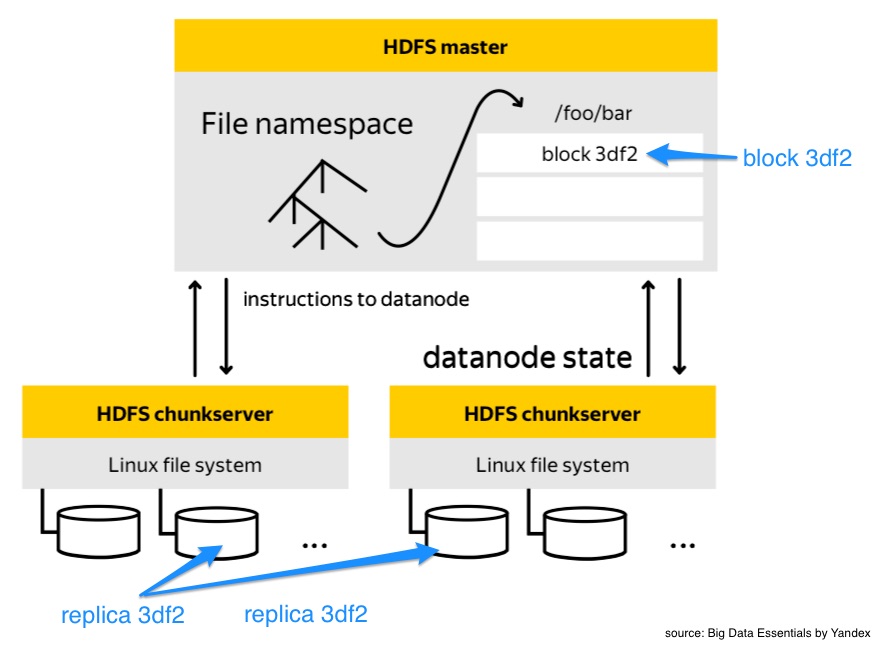 HDFS master
File namespace
/foo/bar
block 3df2
block 3df2
instructions to datanode
datanode state
HDFS chunkserver
HDFS chunkserver
Linux file system
Linux file system
...
...
replica 3df2
replica 3df2
source: Big Data Essentials by Yandex